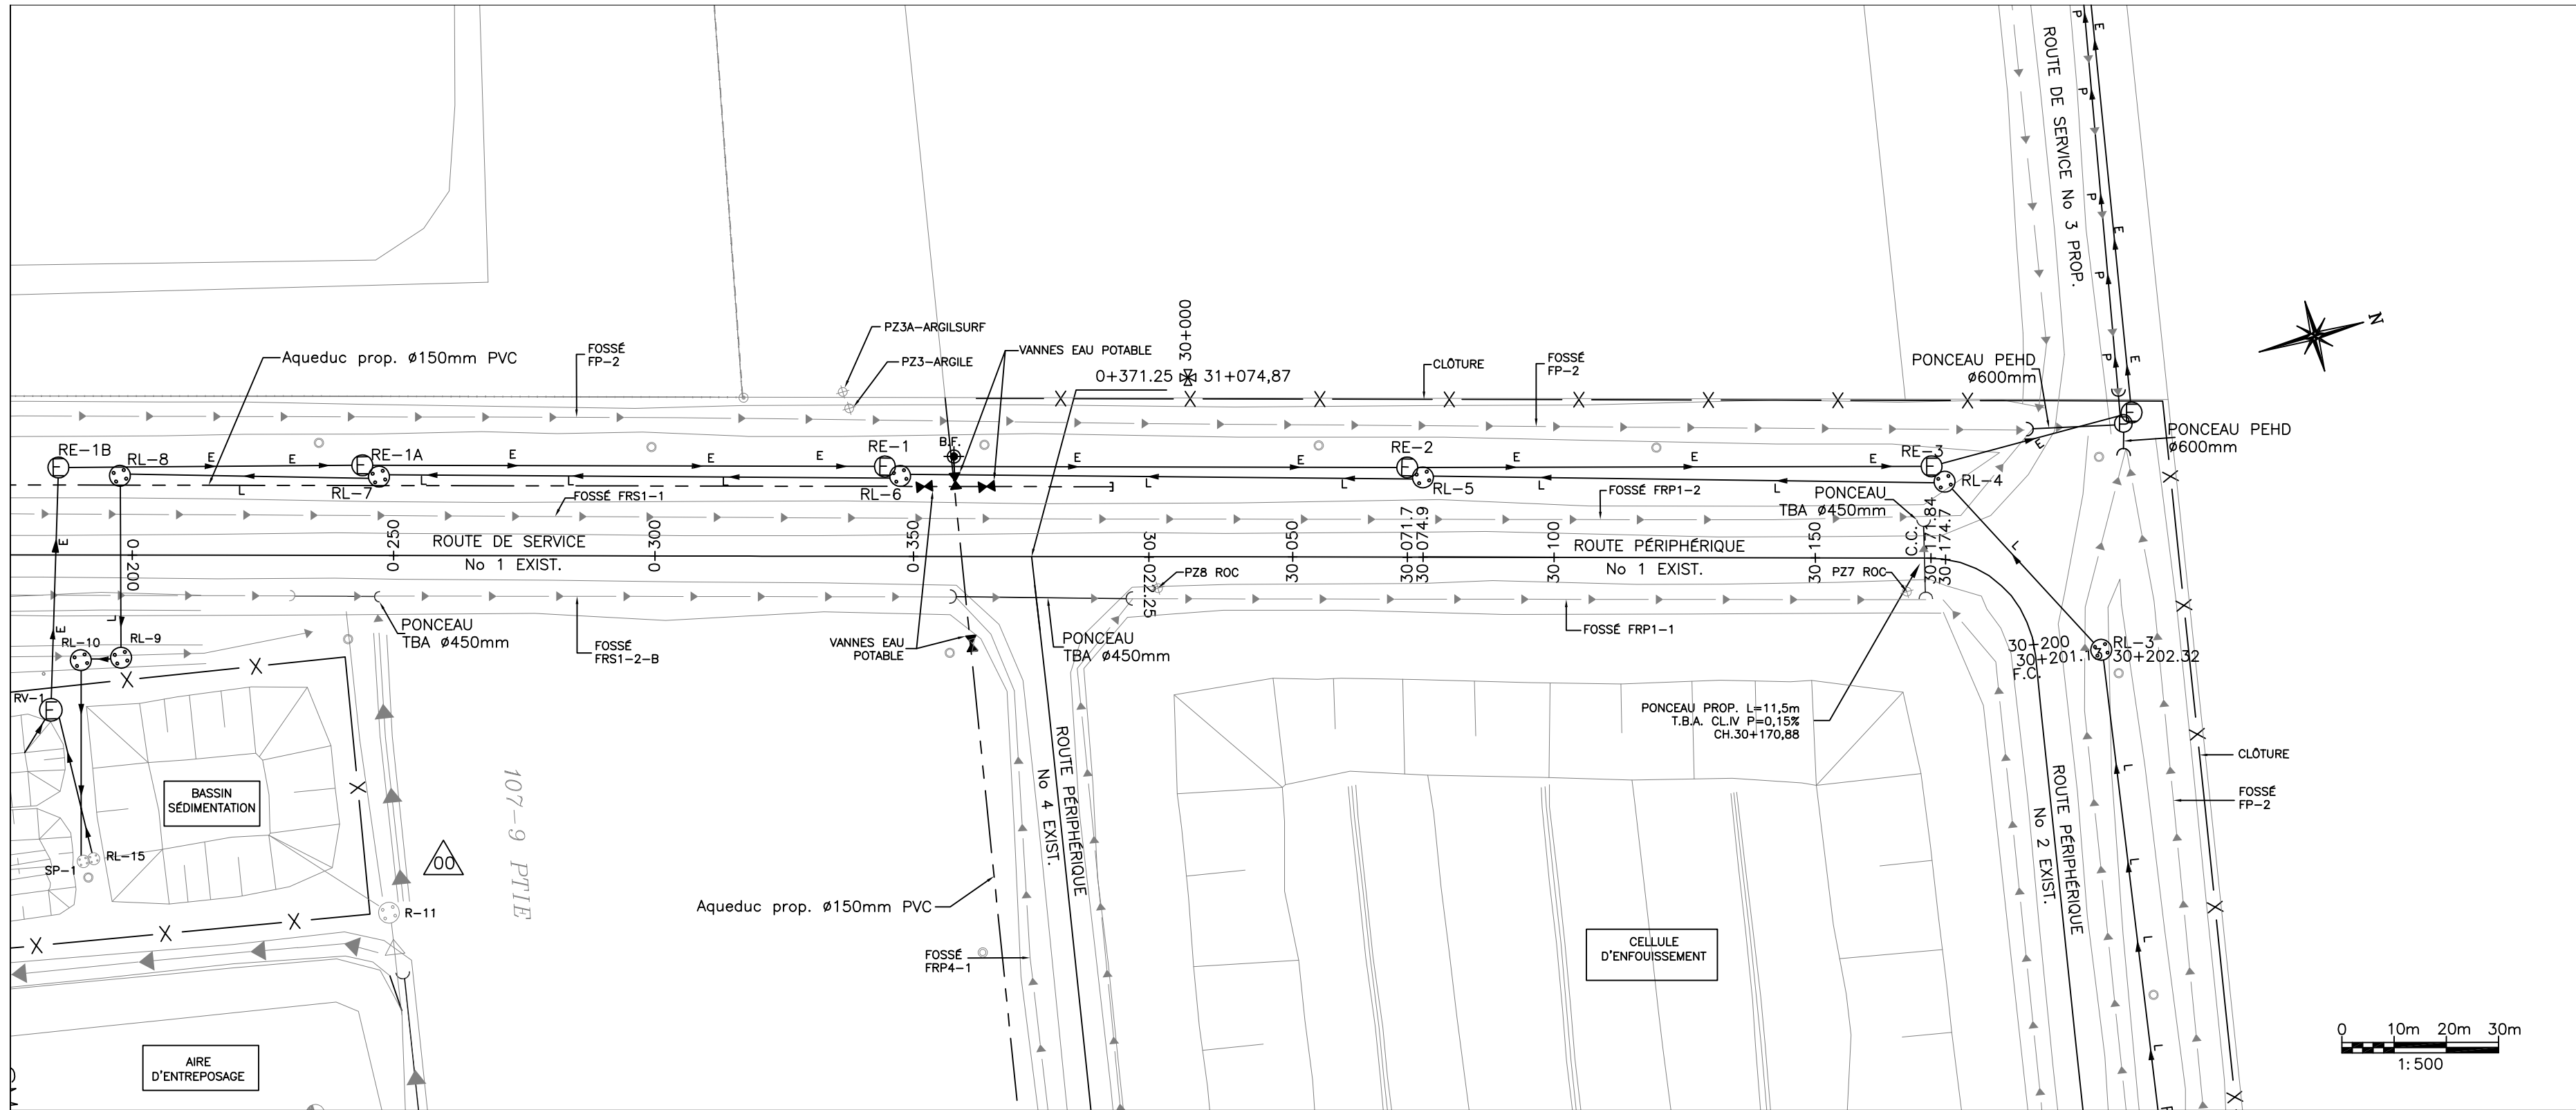 ROUTE DE SERVICE No 3 PROP.
N
PZ3A-ARGILSURF
PZ3-ARGILE
VANNES EAU POTABLE
30+000
0+371.25
31+074,87
CLÔTURE
FOSSÉ
FP-2
PONCEAU PEHD
ø600mm
Aqueduc prop. ø150mm PVC
FOSSÉ
FP-2
PONCEAU PEHD
ø600mm
RE-1B
RL-8
RE-1A
RL-7
RE-1
RL-6
B.F.
RE-2
RL-5
RE-3
RL-4
FOSSÉ FRS1-1
FOSSÉ FRP1-2
PONCEAU
TBA ø450mm
0+200
0+250
0+300
0+350
30+022.25
30+050
30+071.7
30+074.9
30+100
30+150
C.C.
30+171.84
30+174.7
ROUTE DE SERVICE
No 1 EXIST.
ROUTE PÉRIPHÉRIQUE
No 1 EXIST.
PZ8 ROC
PZ7 ROC
PONCEAU
TBA ø450mm
FOSSÉ
FRS1-2-B
VANNES EAU
POTABLE
PONCEAU
TBA ø450mm
FOSSÉ FRP1-1
RL-10
RL-9
RV-1
30+200
F.C.
RL-3
30+202.32
PONCEAU PROP. L=11,5m
T.B.A. CL.IV P=0,15%
CH.30+170,88
ROUTE PÉRIPHÉRIQUE
No 4 EXIST.
ROUTE PÉRIPHÉRIQUE
No 2 EXIST.
CLÔTURE
FOSSÉ
FP-2
BASSIN
SÉDIMENTATION
107-9 PTIE
00
SP-1
RL-15
R-11
Aqueduc prop. ø150mm PVC
FOSSÉ
FRP4-1
CELLULE
D'ENFOUISSEMENT
AIRE
D'ENTREPOSAGE
0 10m 20m 30m
1:500